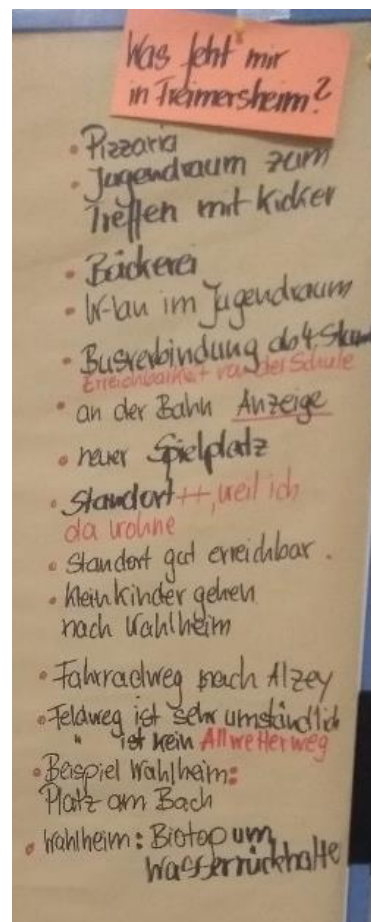 Was fehlt mir
in Freimersheim?
• Pizzaria
• Jugendraum zum
Treffen mit Kicker
• Bäckerei
• W-lan im Jugendraum
• Busverbindung ab 4.
Erreichbarkeit von der Schule
• an der Bahn Anzeige
• neuer Spielplatz
• Standort ++, weil ich
da wohne
• Standort gut erreichbar.
• Kleinkinder gehen
nach Wahlheim
• Fahrradweg nach Alzey
• Feldweg ist sehr umständlich
" ist kein Allwetterweg
• Beispiel Wahlheim:
Platz am Bach
• Wahlheim: Biotop um
Wasserrückhalte